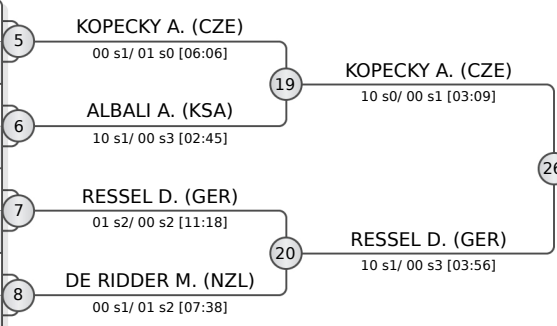 KOPECKY A. (CZE)
5
00 s1/ 01 s0 [06:06]
19
KOPECKY A. (CZE)
10 s0/ 00 s1 [03:09]
ALBALI A. (KSA)
6
10 s1/ 00 s3 [02:45]
26
RESSEL D. (GER)
7
01 s2/ 00 s2 [11:18]
20
RESSEL D. (GER)
10 s1/ 00 s3 [03:56]
DE RIDDER M. (NZL)
8
00 s1/ 01 s2 [07:38]